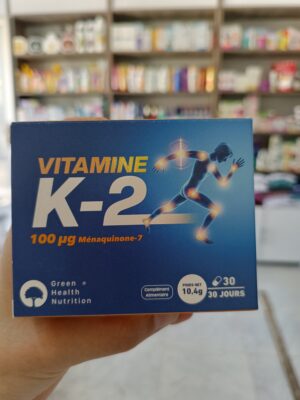 VITAMINE
K-2
100 µg Ménaquinone-7
Green +
Health
Nutrition
Complément
alimentaire
POIDS NET
10.4g
30
30 JOURS